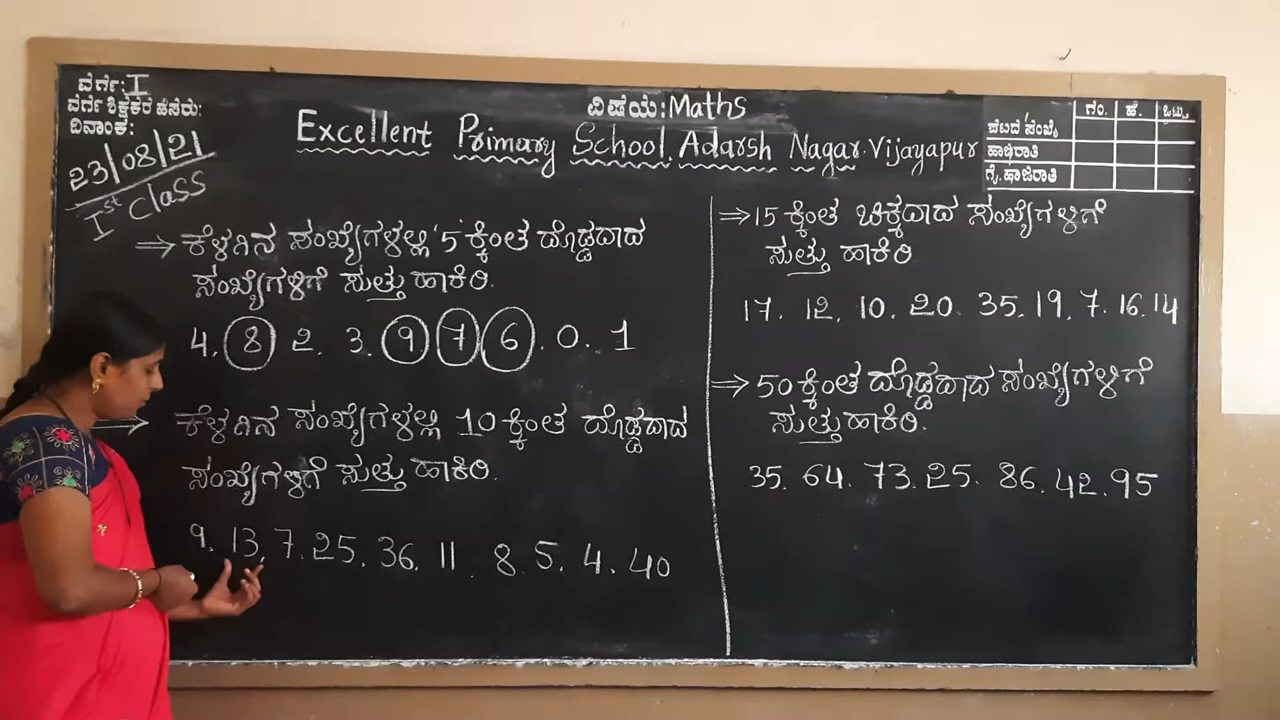 ವರ್ಗ: I
ವರ್ಗ ಶಿಕ್ಷಕರ ಹೆಸರು:
ದಿನಾಂಕ:
23/08/21
Ist class
ವಿಷಯ: Maths
Excellent Primary School. Adarsh Nagar. Vijayapur
ಗಂ. ಹೆ. ಒಟ್ಟು
ಪಟದ ಸಂಖ್ಯೆ
ಹಾಜರಾತಿ
ಗೈ.ಹಾಜರಾತಿ
⇒ ಕೆಳಗಿನ ಸಂಖ್ಯೆಗಳಲ್ಲಿ '5' ಕ್ಕಿಂತ ದೊಡ್ಡದಾದ
ಸಂಖ್ಯೆಗಳಿಗೆ ಸುತ್ತು ಹಾಕಿರಿ.
4. 8 2. 3. 9 7 6. 0. 1
ಕೆಳಗಿನ ಸಂಖ್ಯೆಗಳಲ್ಲಿ 10 ಕ್ಕಿಂತ ದೊಡ್ಡದಾದ
ಸಂಖ್ಯೆಗಳಿಗೆ ಸುತ್ತು ಹಾಕಿರಿ.
9. 13, 7. 25. 36. 11. 8. 5. 4. 40
⇒ 15 ಕ್ಕಿಂತ ಚಿಕ್ಕದಾದ ಸಂಖ್ಯೆಗಳಿಗೆ
ಸುತ್ತು ಹಾಕಿರಿ
17. 12. 10. 20. 35. 19. 7. 16. 14
⇒ 50 ಕ್ಕಿಂತ ದೊಡ್ಡದಾದ ಸಂಖ್ಯೆಗಳಿಗೆ
ಸುತ್ತು ಹಾಕಿರಿ.
35. 64. 73. 25. 86. 42. 95